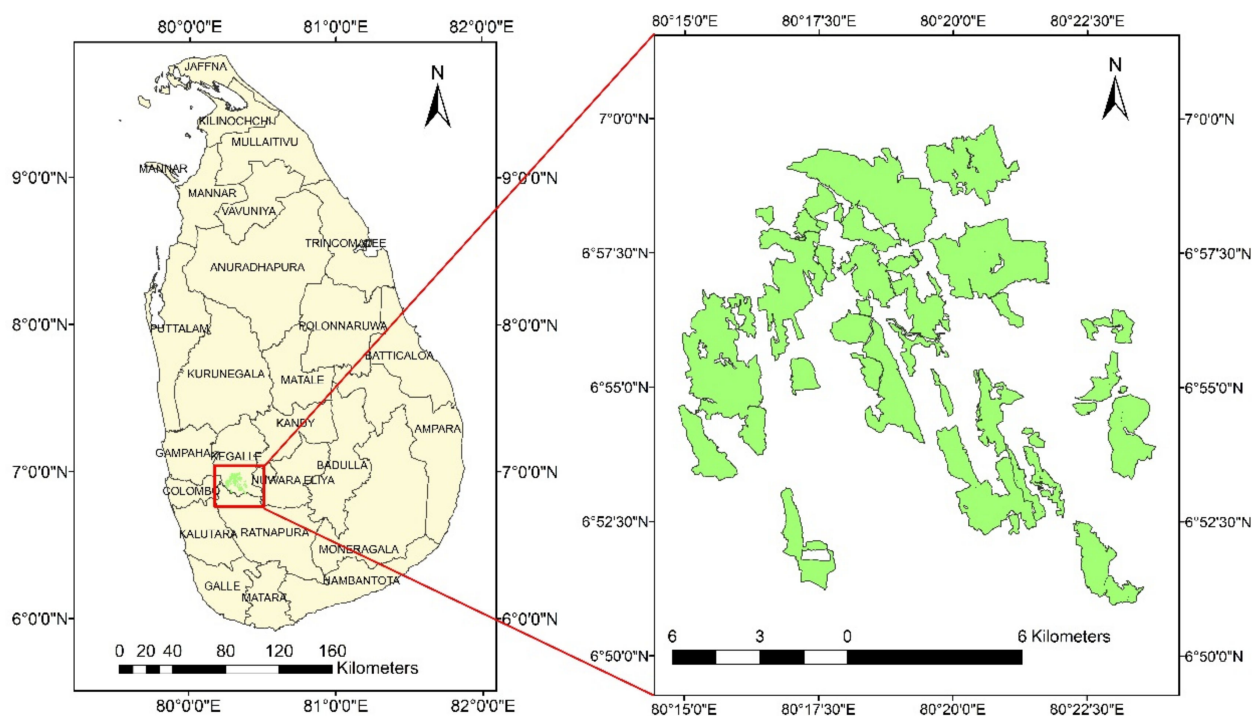 80°0'0"E 81°0'0"E 82°0'0"E
80°15'0"E 80°17'30"E 80°20'0"E 80°22'30"E
N
N
JAFFNA
KILINOCHCHI
MULLAITIVU
MANNAR
MANNAR
VAVUNIYA
TRINCOMALEE
ANURADHAPURA
PUTTALAM
POLONNARUWA
BATTICALOA
KURUNEGALA
MATALE
KANDY
AMPARA
GAMPAHA
KEGALLE
BADULLA
NUWARA ELIYA
COLOMBO
KALUTARA
RATNAPURA
MONERAGALA
HAMBANTOTA
GALLE
MATARA
9°0'0"N 9°0'0"N
8°0'0"N 8°0'0"N
7°0'0"N 7°0'0"N
6°0'0"N 6°0'0"N
0 20 40 80 120 160
Kilometers
80°0'0"E 81°0'0"E 82°0'0"E
7°0'0"N 7°0'0"N
6°57'30"N 6°57'30"N
6°55'0"N 6°55'0"N
6°52'30"N 6°52'30"N
6°50'0"N 6°50'0"N
6 3 0 6 Kilometers
80°15'0"E 80°17'30"E 80°20'0"E 80°22'30"E